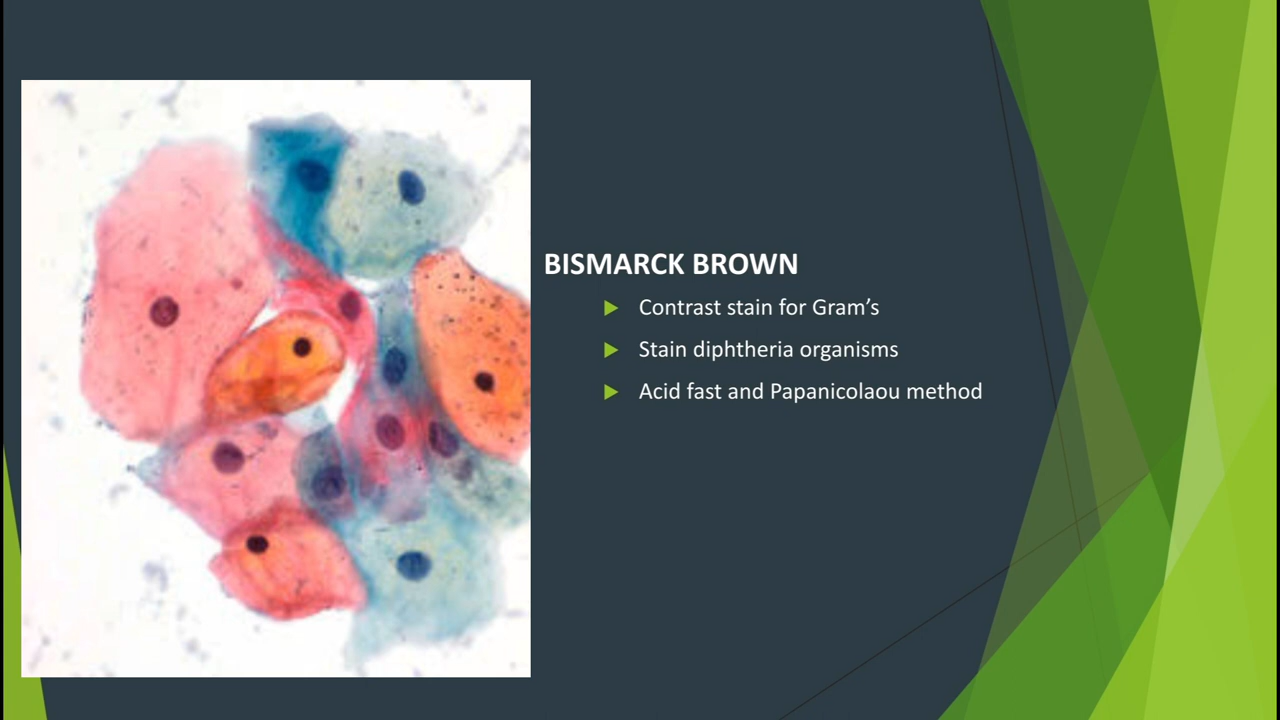 BISMARCK BROWN
Contrast stain for Gram’s
Stain diphtheria organisms
Acid fast and Papanicolaou method